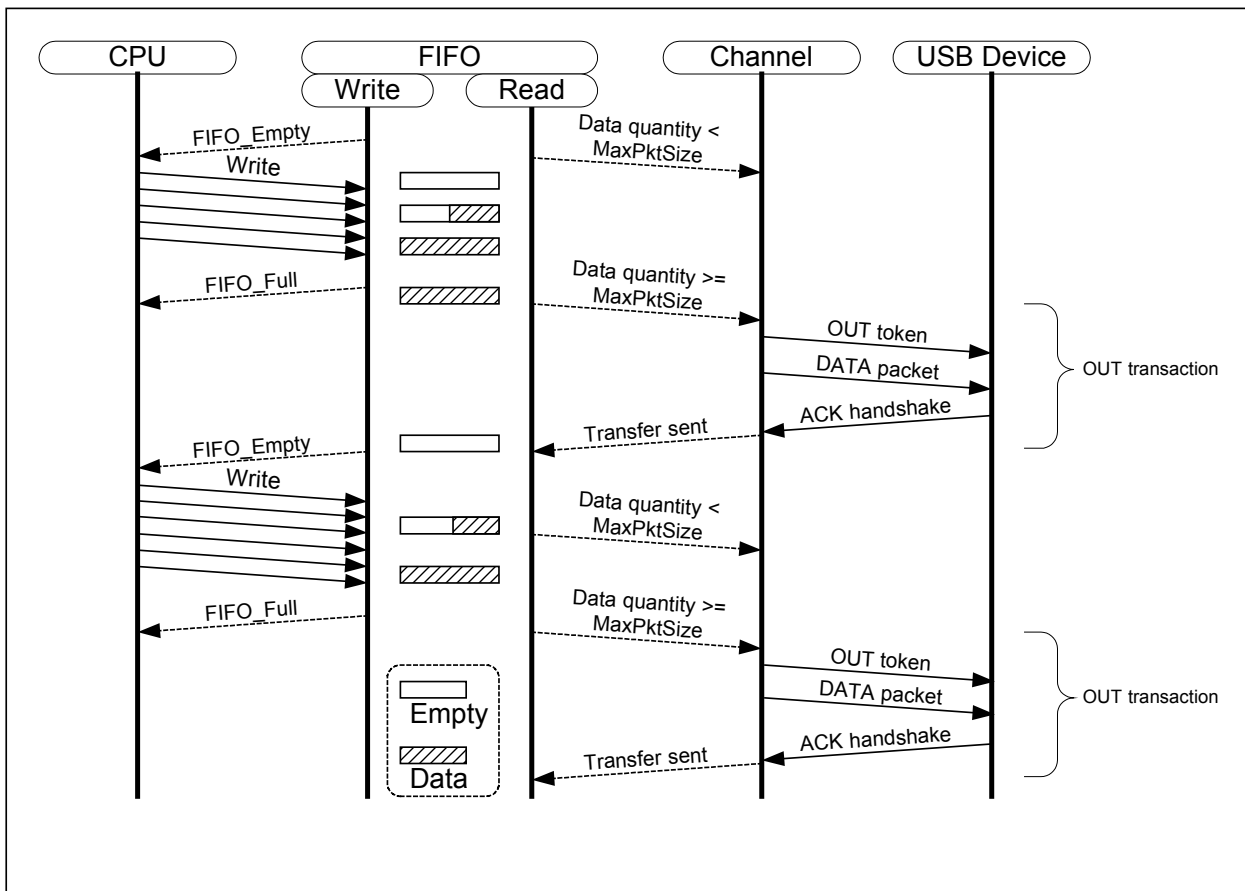 CPU
FIFO
Channel
USB Device
Write
Read
FIFO_Empty
Data quantity <
MaxPktSize
Write
FIFO_Full
Data quantity >=
MaxPktSize
OUT token
DATA packet
OUT transaction
ACK handshake
Transfer sent
FIFO_Empty
Write
Data quantity <
MaxPktSize
FIFO_Full
Data quantity >=
MaxPktSize
OUT token
DATA packet
OUT transaction
ACK handshake
Transfer sent
Empty
Data